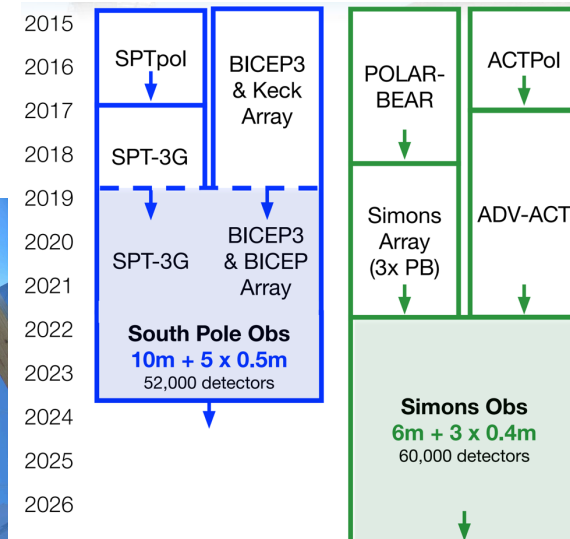 2015
2016
2017
2018
2019
2020
2021
2022
2023
2024
2025
2026
SPTpol
SPT-3G
BICEP3
& Keck
Array
SPT-3G
BICEP3
& BICEP
Array
South Pole Obs
10m + 5 x 0.5m
52,000 detectors
POLAR-
BEAR
Simons
Array
(3x PB)
ACTPol
ADV-ACT
Simons Obs
6m + 3 x 0.4m
60,000 detectors